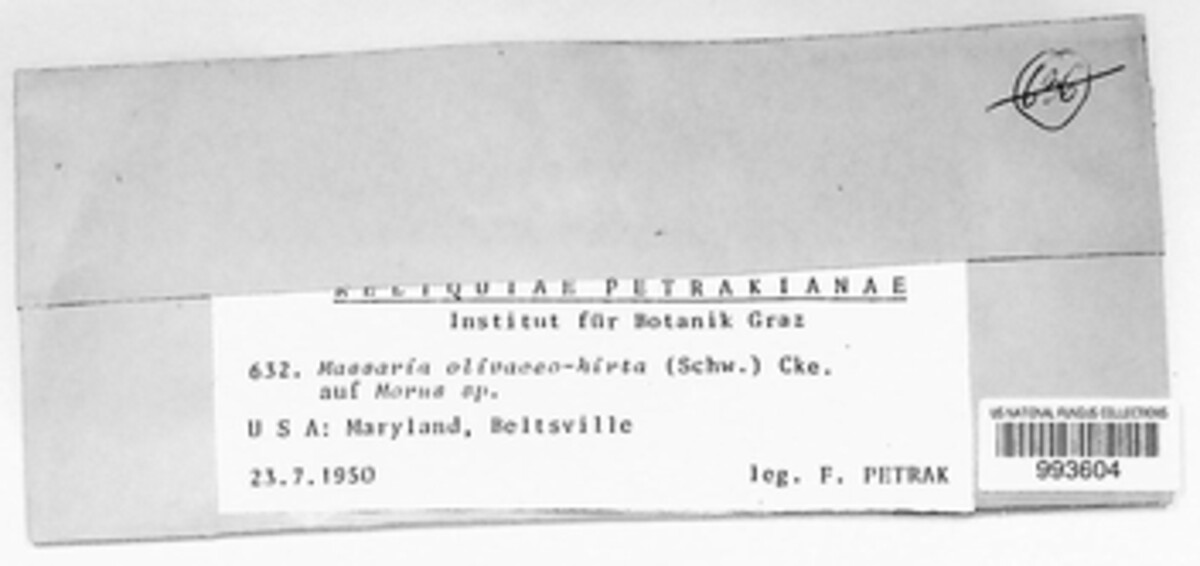 636
RELIQUIAE PETRAKIANAE
Institut für Botanik Graz
632. Massaria olivaceo-hirta (Schw.) Cke.
auf Morus sp.
U S A: Maryland, Beltsville
23.7.1950 leg. F. PETRAK
US NATIONAL FUNGUS COLLECTIONS
993604